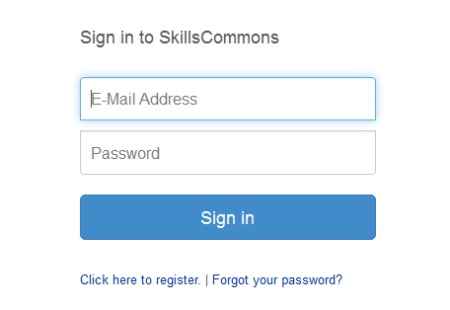 Sign in to SkillsCommons
E-Mail Address
Password
Sign in
Click here to register. | Forgot your password?